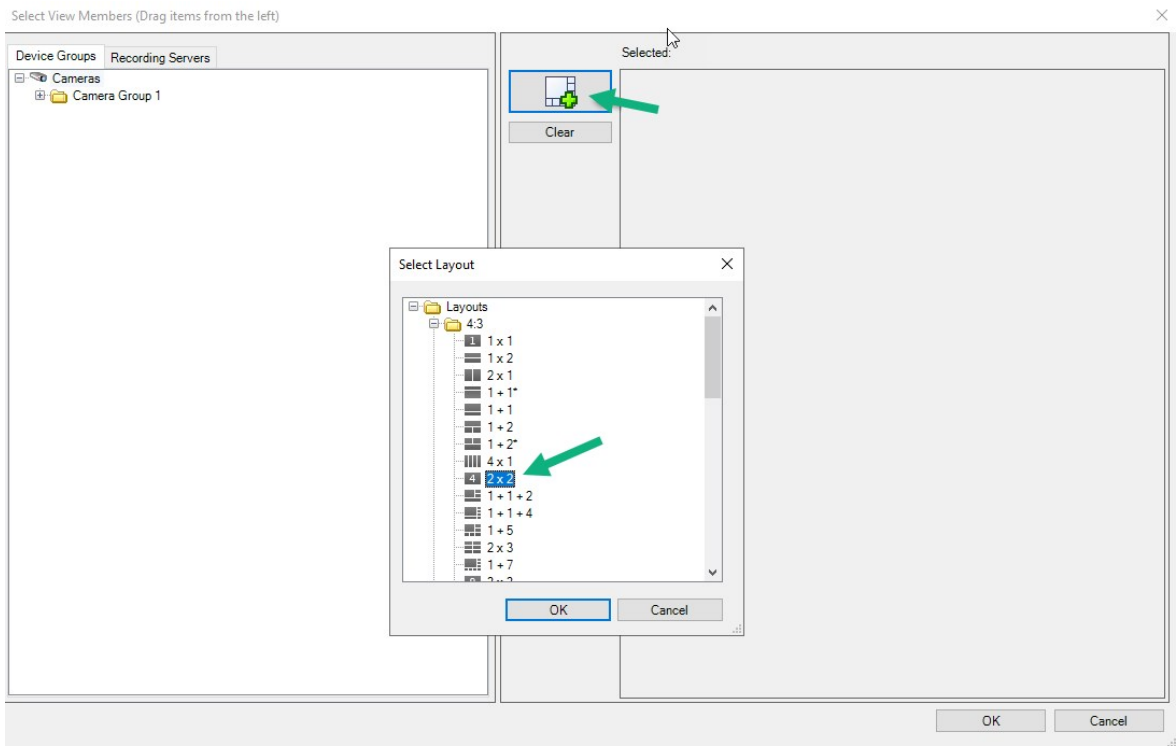 Select View Members (Drag items from the left)
Device Groups
Recording Servers
Cameras
Camera Group 1
Selected:
Clear
Select Layout
Layouts
4:3
1
1 x 1
1 x 2
2 x 1
1 + 1*
1 + 1
1 + 2
1 + 2*
4 x 1
4
2 x 2
1 + 1 + 2
1 + 1 + 4
1 + 5
2 x 3
1 + 7
OK
Cancel
OK
Cancel